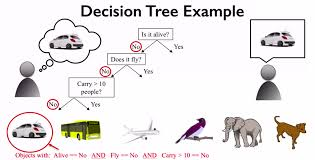 Decision Tree Example
Is it alive?
No Yes
Does it fly?
No Yes
Carry > 10
people?
No Yes
Objects with: Alive == No AND Fly == No AND Carry > 10 == No